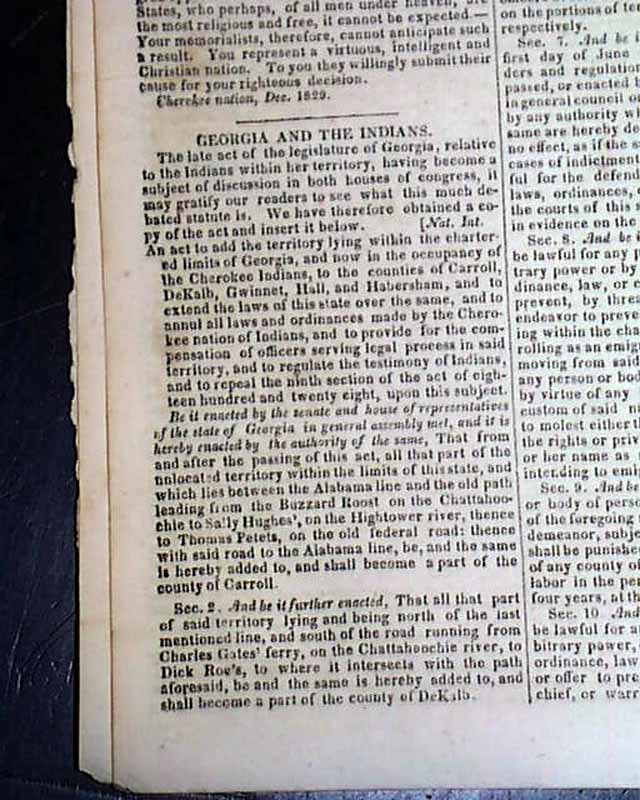 States, who perhaps, of all men under heaven, are
the most religious and free, it cannot be expected.—
Your memorialists, therefore, cannot anticipate such
a result. You represent a virtuous, intelligent and
Christian nation. To you they willingly submit their
cause for your righteous decision.
Cherokee nation, Dec. 1829.
GEORGIA AND THE INDIANS.
The late act of the legislature of Georgia, relative
to the Indians within her territory, having become a
subject of discussion in both houses of congress, it
may gratify our readers to see what this much de-
bated statute is. We have therefore obtained a co-
py of the act and insert it below. [Nat. Int.
An act to add the territory lying within the charter-
ed limits of Georgia, and now in the occupancy of
the Cherokee Indians, to the counties of Carroll,
DeKalb, Gwinnet, Hall, and Habersham, and to
extend the laws of this state over the same, and to
annul all laws and ordinances made by the Chero-
kee nation of Indians, and to provide for the com-
pensation of officers serving legal process in said
territory, and to regulate the testimony of Indians,
and to repeal the ninth section of the act of eigh-
teen hundred and twenty eight, upon this subject.
Be it enacted by the senate and house of representatives
of the state of Georgia in general assembly met, and it is
hereby enacted by the authority of the same, That from
and after the passing of this act, all that part of the
unlocated territory within the limits of this state, and
which lies between the Alabama line and the old path
leading from the Buzzard Roost on the Chattahoo-
chie to Sally Hughes', on the Hightower river, thence
to Thomas Petets, on the old federal road: thence
with said road to the Alabama line, be, and the same
is hereby added to, and shall become a part of the
county of Carroll.
Sec. 2. And be it further enacted, That all that part
of said territory lying and being north of the last
mentioned line, and south of the road running from
Charles Gates' ferry, on the Chattahoochie river, to
Dick Roe's, to where it intersects with the path
aforesaid, be and the same is hereby added to, and
shall become a part of the county of DeKalb.
on the portions of
respectively.
Sec. 7. And be
first day of June
ders and regulation
passed, or enacted
in general council
by any authority
same are hereby
no effect, as if the
cases of indictment
ful for the defend
laws, ordinances,
the courts of this
in evidence on the
Sec. 8. And be
be lawful for any
trary power or by
dinance, law, or
prevent, by
endeavor to
ing within the
rolling as an
moving from said
any person or
by virtue of any
custom of said
to molest either
the rights or
or her name as
intending to
Sec. 9. And be
or body of
of the foregoing
demeanor,
shall be punished
of any county of
labor in the
four years, at
Sec. 10 And
be lawful for
bitrary power,
ordinance, law
or offer to
chief, or